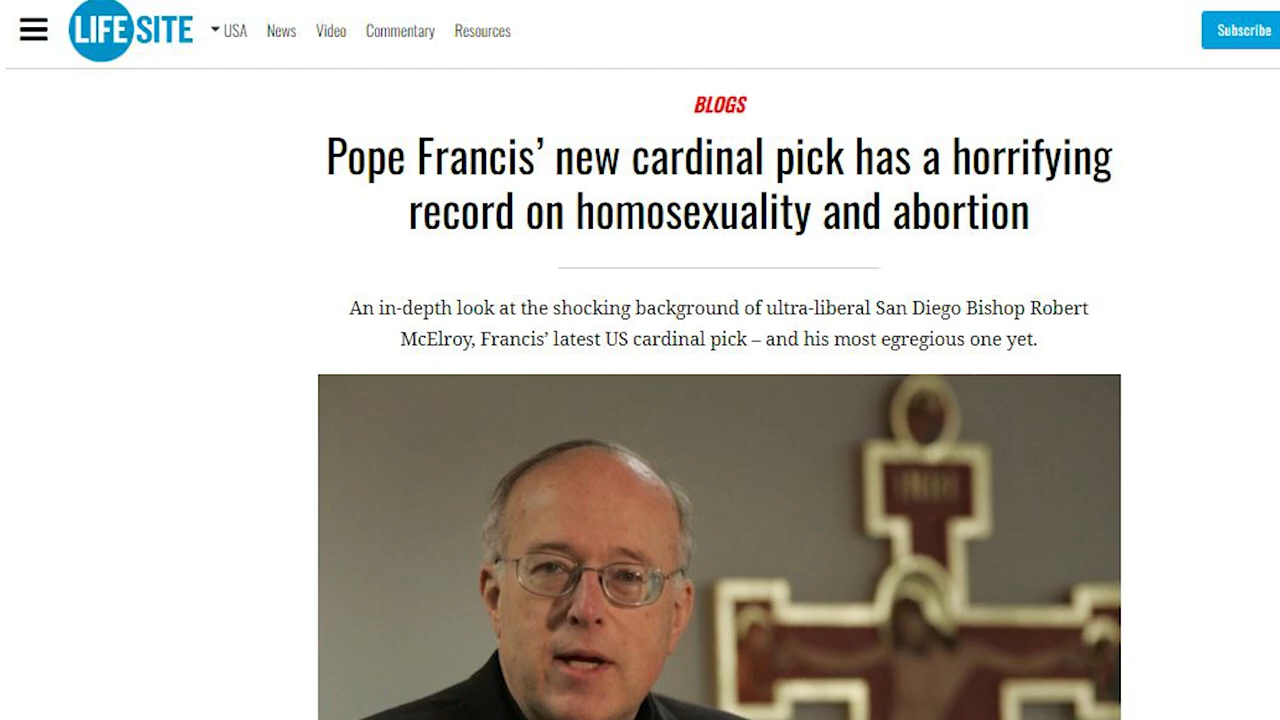 LIFE SITE USA News Video Commentary Resources Subscribe
BLOGS
Pope Francis’ new cardinal pick has a horrifying
record on homosexuality and abortion
An in-depth look at the shocking background of ultra-liberal San Diego Bishop Robert
McElroy, Francis’ latest US cardinal pick – and his most egregious one yet.